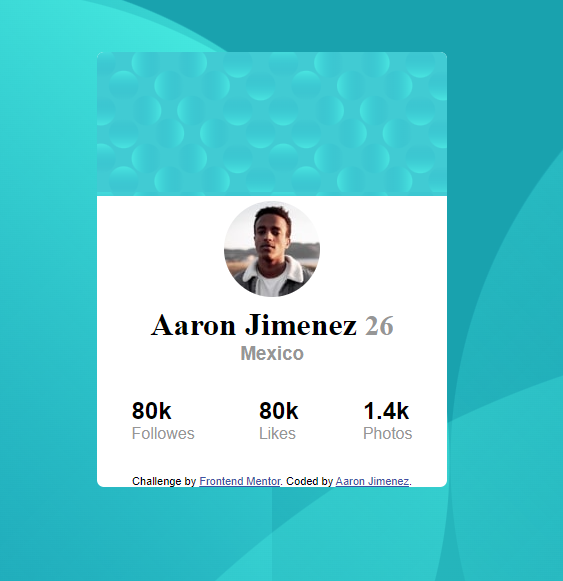 Aaron Jimenez 26
Mexico
80k 80k 1.4k
Followes Likes Photos
Challenge by Frontend Mentor. Coded by Aaron Jimenez.